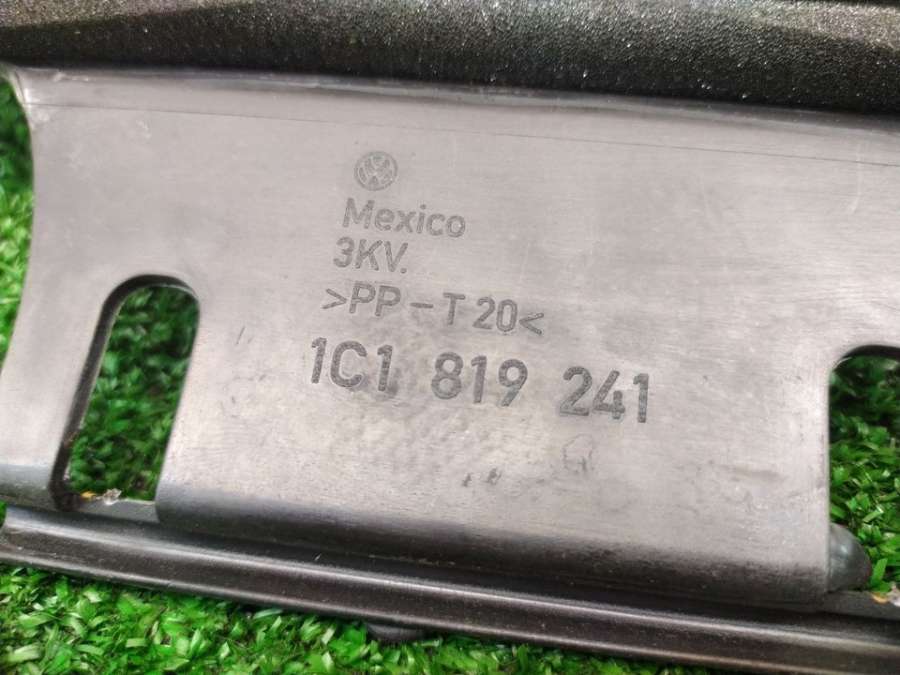 Mexico
3KV.
>PP-T20<
1C1 819 241